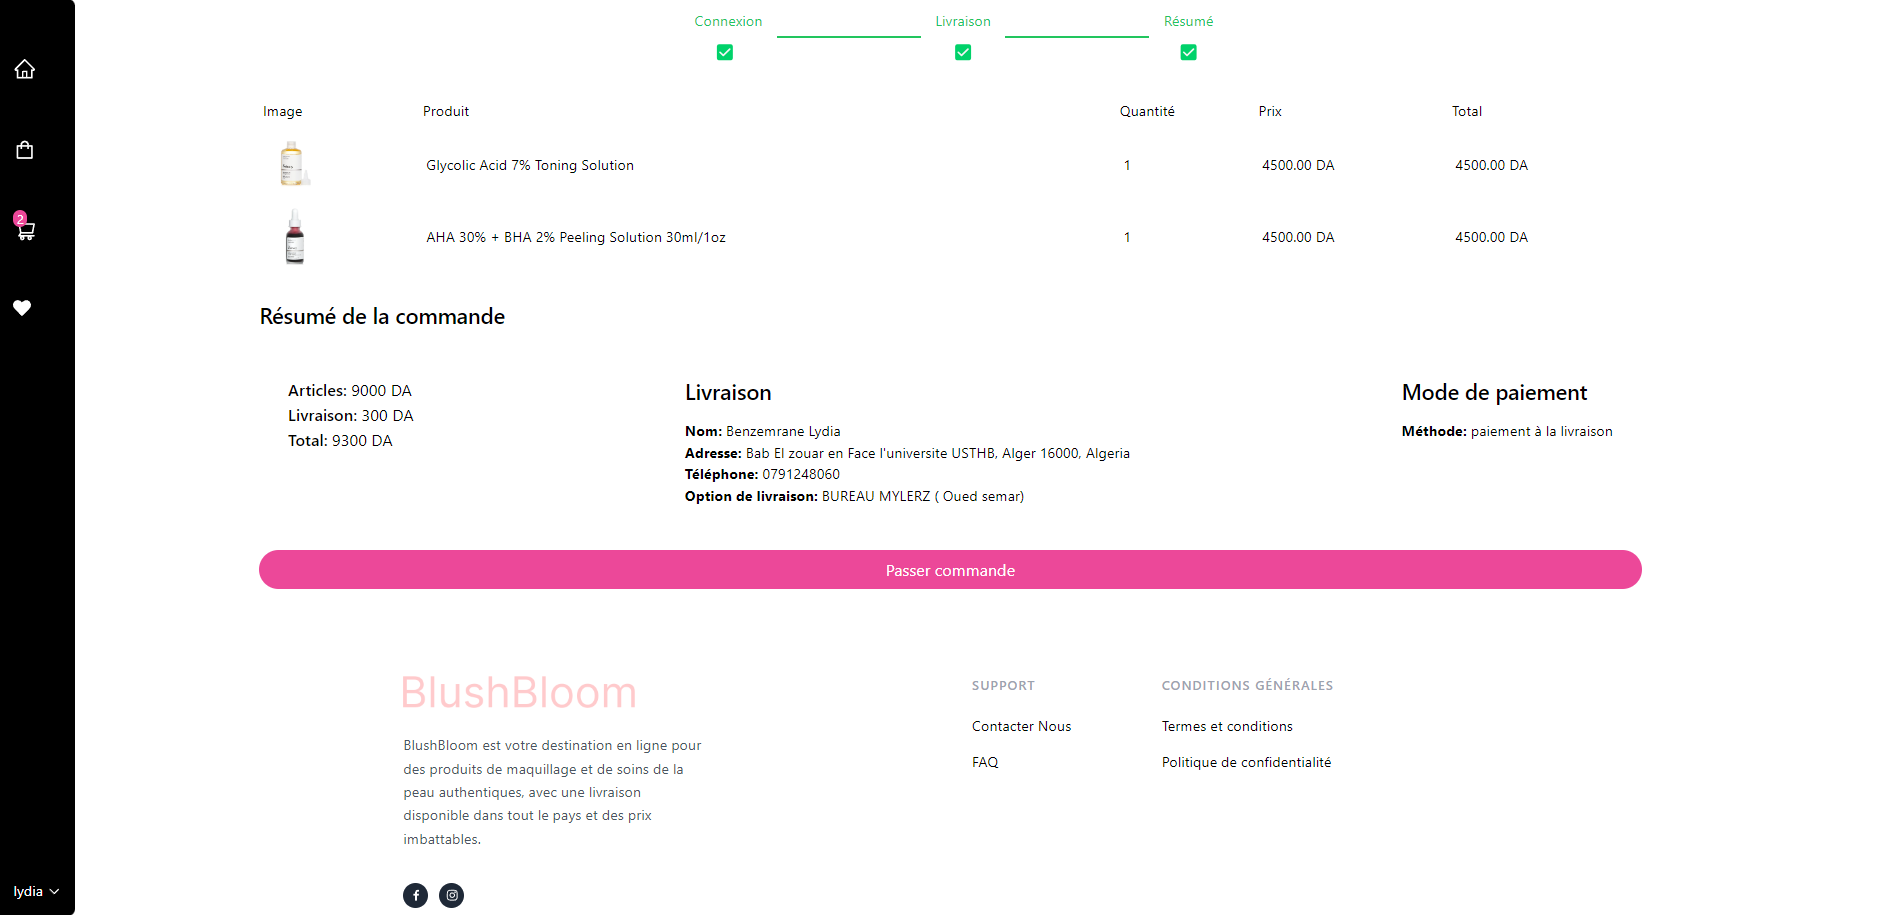 Connexion Livraison Résumé
Image Produit Quantité Prix Total
Glycolic Acid 7% Toning Solution 1 4500.00 DA 4500.00 DA
AHA 30% + BHA 2% Peeling Solution 30ml/1oz 1 4500.00 DA 4500.00 DA
2
Résumé de la commande
Articles: 9000 DA
Livraison: 300 DA
Total: 9300 DA
Livraison
Nom: Benzemrane Lydia
Adresse: Bab El zouar en Face l'universite USTHB, Alger 16000, Algeria
Téléphone: 0791248060
Option de livraison: BUREAU MYLERZ ( Oued semar)
Mode de paiement
Méthode: paiement à la livraison
Passer commande
BlushBloom
BlushBloom est votre destination en ligne pour
des produits de maquillage et de soins de la
peau authentiques, avec une livraison
disponible dans tout le pays et des prix
imbattables.
SUPPORT
Contacter Nous
FAQ
CONDITIONS GÉNÉRALES
Termes et conditions
Politique de confidentialité
lydia